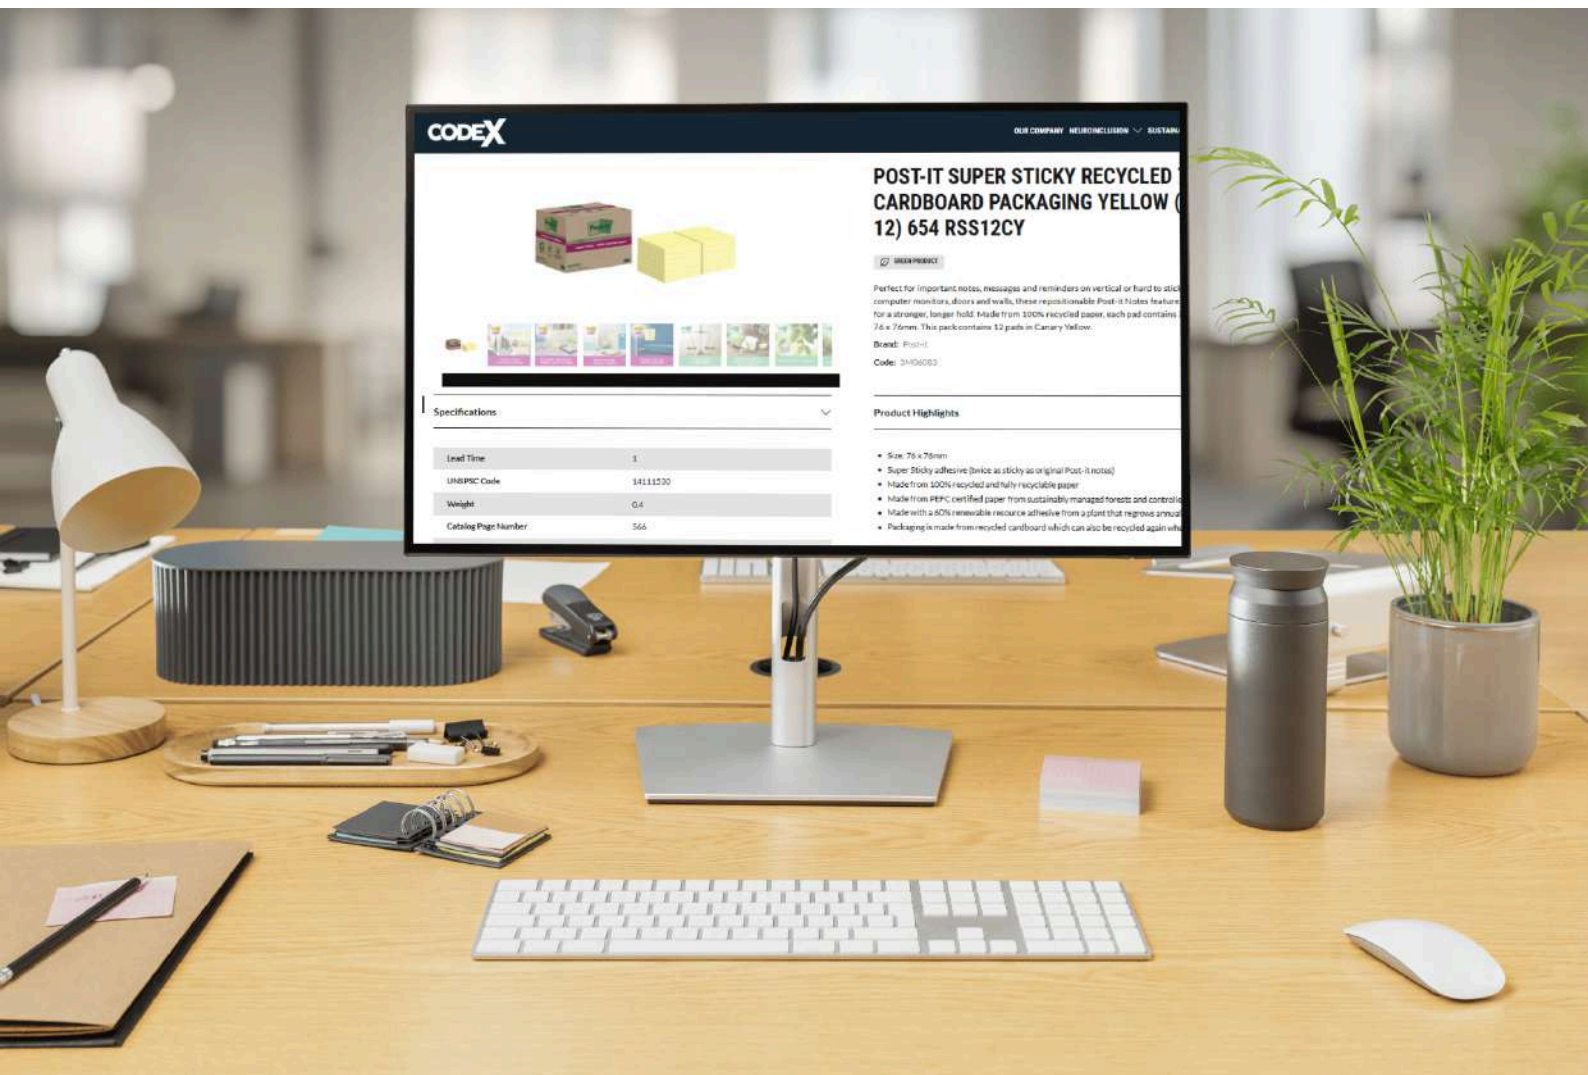 CODEX
OUR COMPANY NEUROINCLUSION SUSTAINA
POST-IT SUPER STICKY RECYCLED
CARDBOARD PACKAGING YELLOW (
12) 654 RSS12CY
GREEN PRODUCT
Perfect for important notes, messages and reminders on vertical or hard to stick
computer monitors, doors and walls, these repositionable Post-it Notes feature
for a stronger, longer hold. Made from 100% recycled paper, each pad contains
76 x 76mm. This pack contains 12 pads in Canary Yellow.
Brand: Post-it
Code: 3M06083
Specifications
Lead Time 1
UNSPSC Code 14111530
Weight 0.4
Catalog Page Number 566
Product Highlights
• Size: 76 x 76mm
• Super Sticky adhesive (twice as sticky as original Post-it notes)
• Made from 100% recycled and fully recyclable paper
• Made from PEFC certified paper from sustainably managed forests and controlle
• Made with a 60% renewable resource adhesive from a plant that regrows annual
• Packaging is made from recycled cardboard which can also be recycled again whe